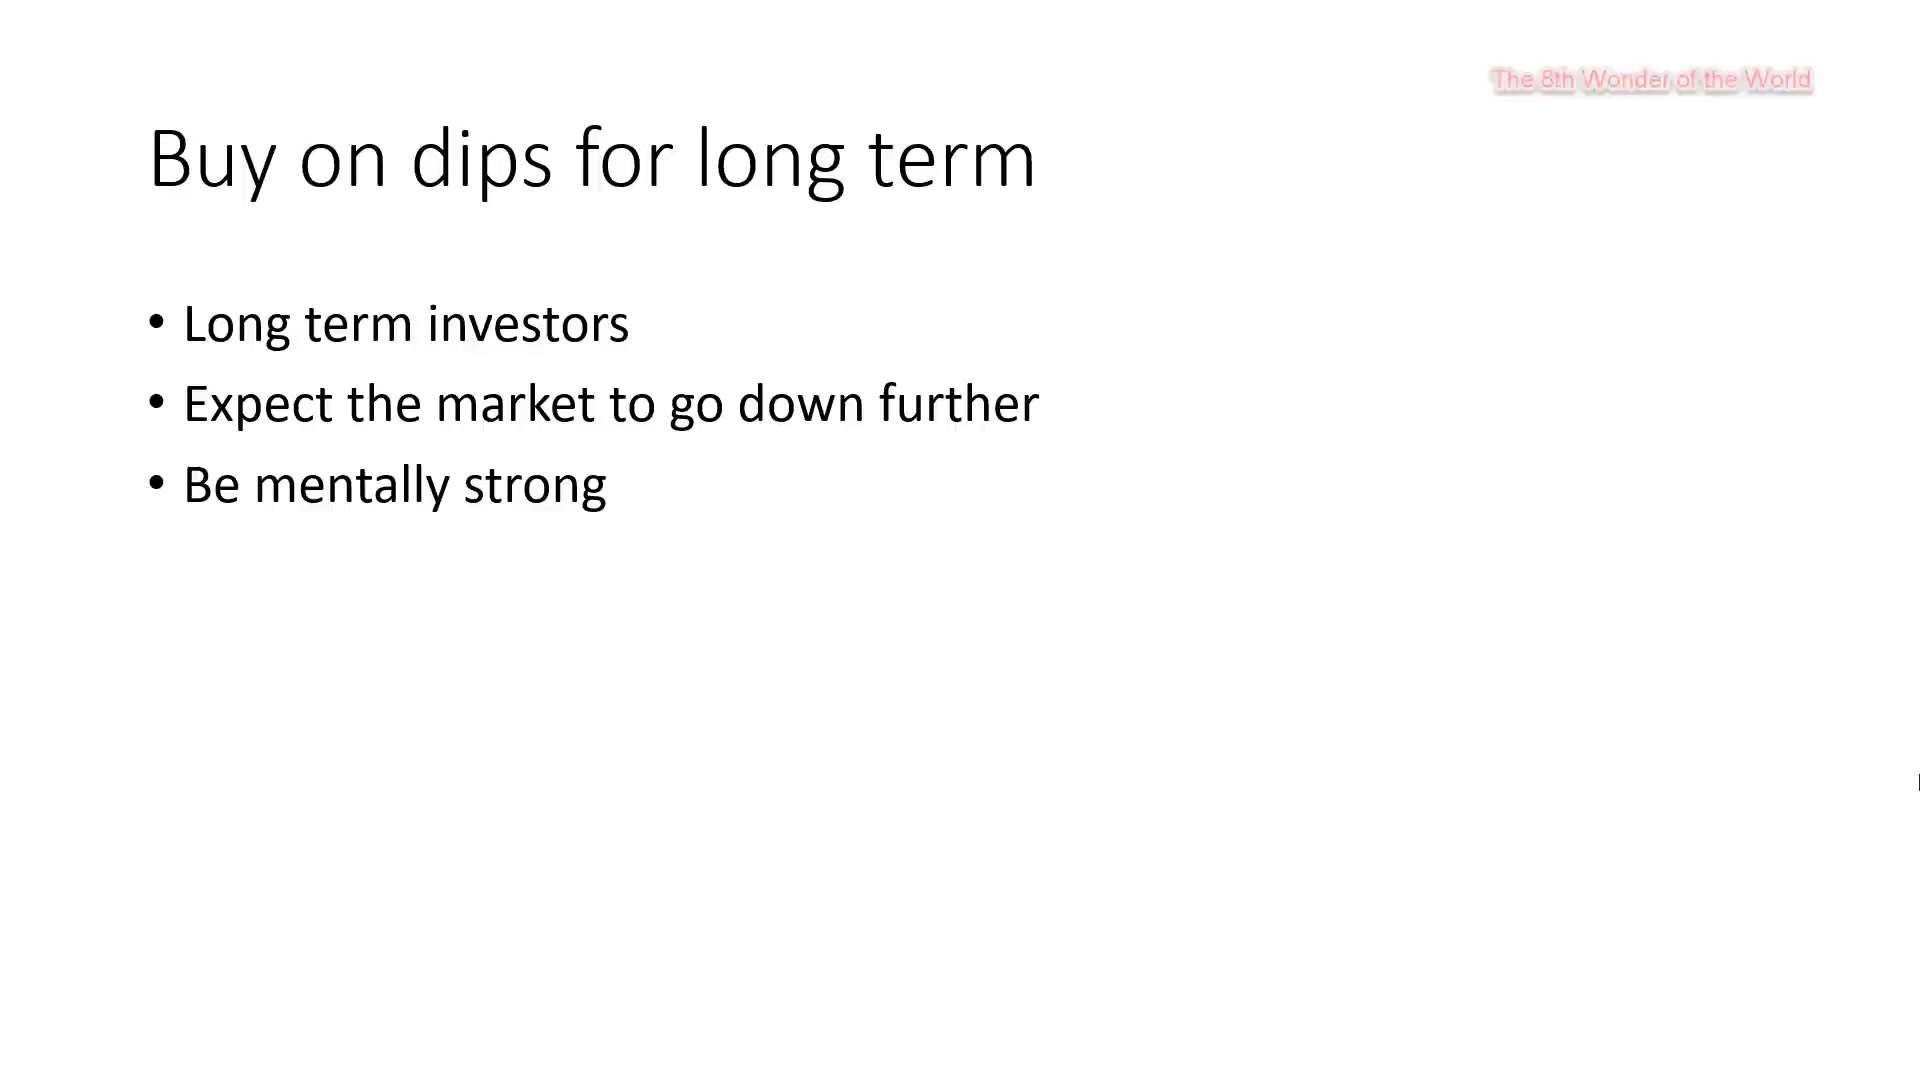 The 8th Wonder of the World
Buy on dips for long term
• Long term investors
• Expect the market to go down further
• Be mentally strong